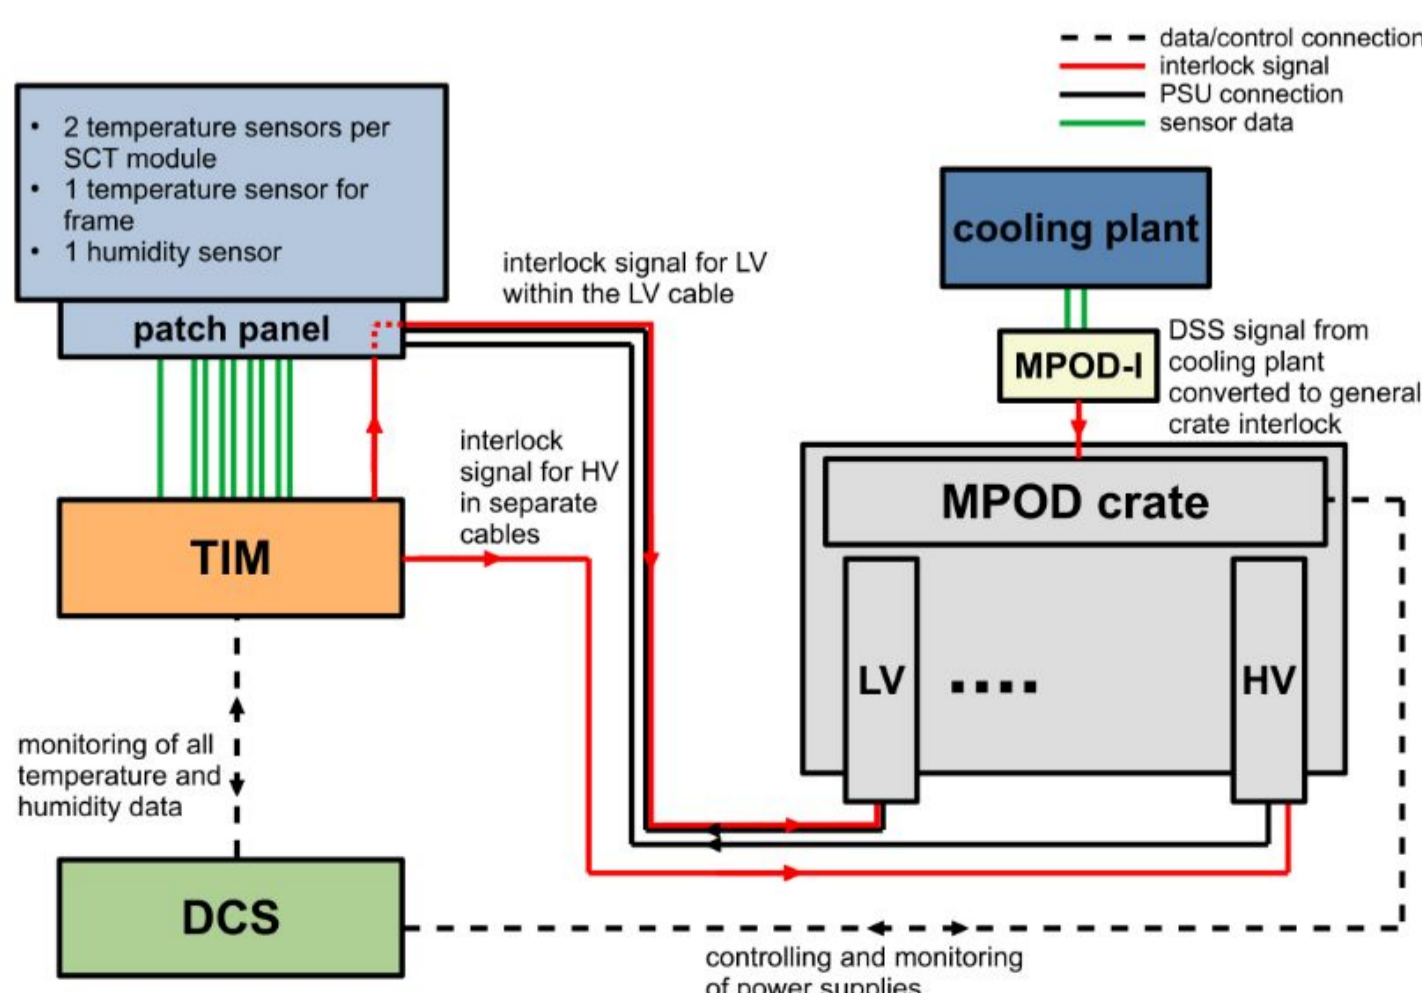 data/control connection
interlock signal
PSU connection
sensor data
• 2 temperature sensors per
SCT module
• 1 temperature sensor for
frame
• 1 humidity sensor
patch panel
interlock signal for LV
within the LV cable
cooling plant
MPOD-I
DSS signal from
cooling plant
converted to general
crate interlock
interlock
signal for HV
in separate
cables
TIM
MPOD crate
LV
....
HV
monitoring of all
temperature and
humidity data
DCS
controlling and monitoring
of power supplies